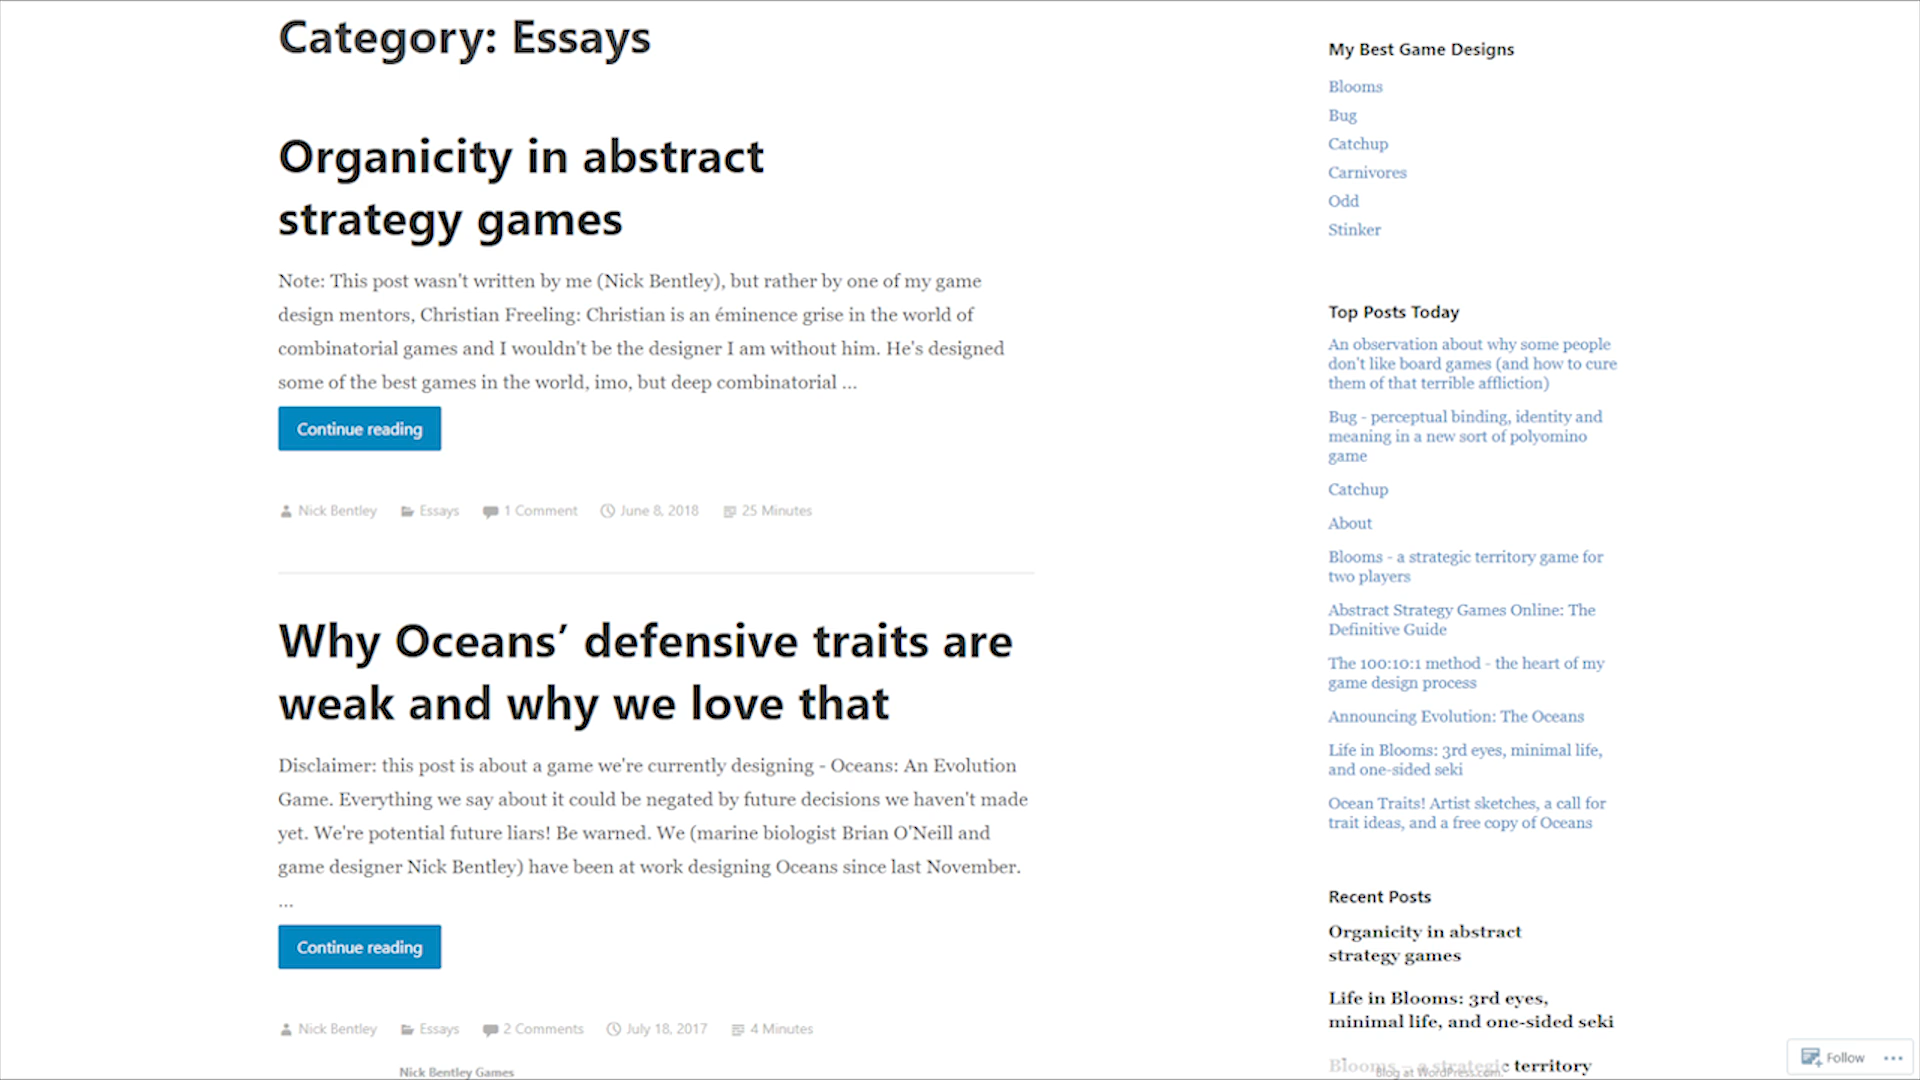 Category: Essays
Organicity in abstract
strategy games
Note: This post wasn't written by me (Nick Bentley), but rather by one of my game
design mentors, Christian Freeling: Christian is an éminence grise in the world of
combinatorial games and I wouldn't be the designer I am without him. He's designed
some of the best games in the world, imo, but deep combinatorial ...
Continue reading
Nick Bentley Essays 1 Comment June 8, 2018 25 Minutes
Why Oceans’ defensive traits are
weak and why we love that
Disclaimer: this post is about a game we're currently designing - Oceans: An Evolution
Game. Everything we say about it could be negated by future decisions we haven't made
yet. We're potential future liars! Be warned. We (marine biologist Brian O'Neill and
game designer Nick Bentley) have been at work designing Oceans since last November.
...
Continue reading
Nick Bentley Essays 2 Comments July 18, 2017 4 Minutes
Nick Bentley Games
My Best Game Designs
Blooms
Bug
Catchup
Carnivores
Odd
Stinker
Top Posts Today
An observation about why some people
don't like board games (and how to cure
them of that terrible affliction)
Bug - perceptual binding, identity and
meaning in a new sort of polyomino
game
Catchup
About
Blooms - a strategic territory game for
two players
Abstract Strategy Games Online: The
Definitive Guide
The 100:10:1 method - the heart of my
game design process
Announcing Evolution: The Oceans
Life in Blooms: 3rd eyes, minimal life,
and one-sided seki
Ocean Traits! Artist sketches, a call for
trait ideas, and a free copy of Oceans
Recent Posts
Organicity in abstract
strategy games
Life in Blooms: 3rd eyes,
minimal life, and one-sided seki
Blooms – a strategic territory
Blog at WordPress.com.
Follow ...